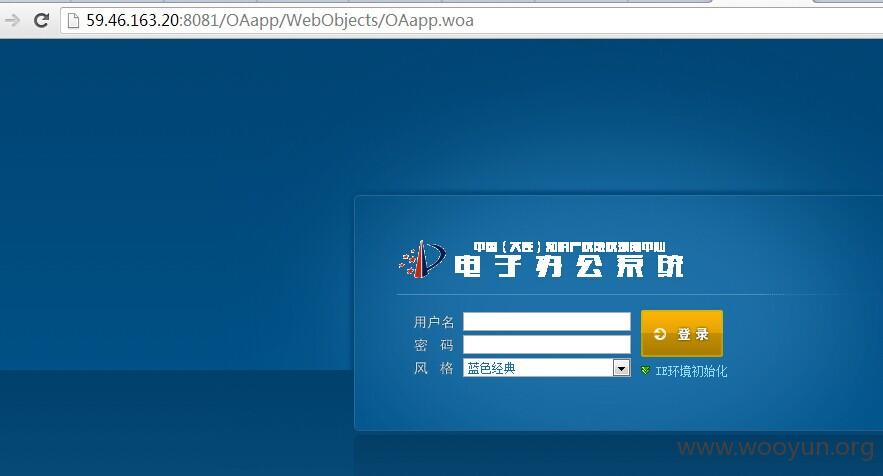 59.46.163.20:8081/OAapp/WebObjects/OAapp.woa
中国（大连）知识产权维权援助中心
电子办公系统
用户名
密 码
登录
风 格
蓝色经典
IE环境初始化
www.wooyun.org